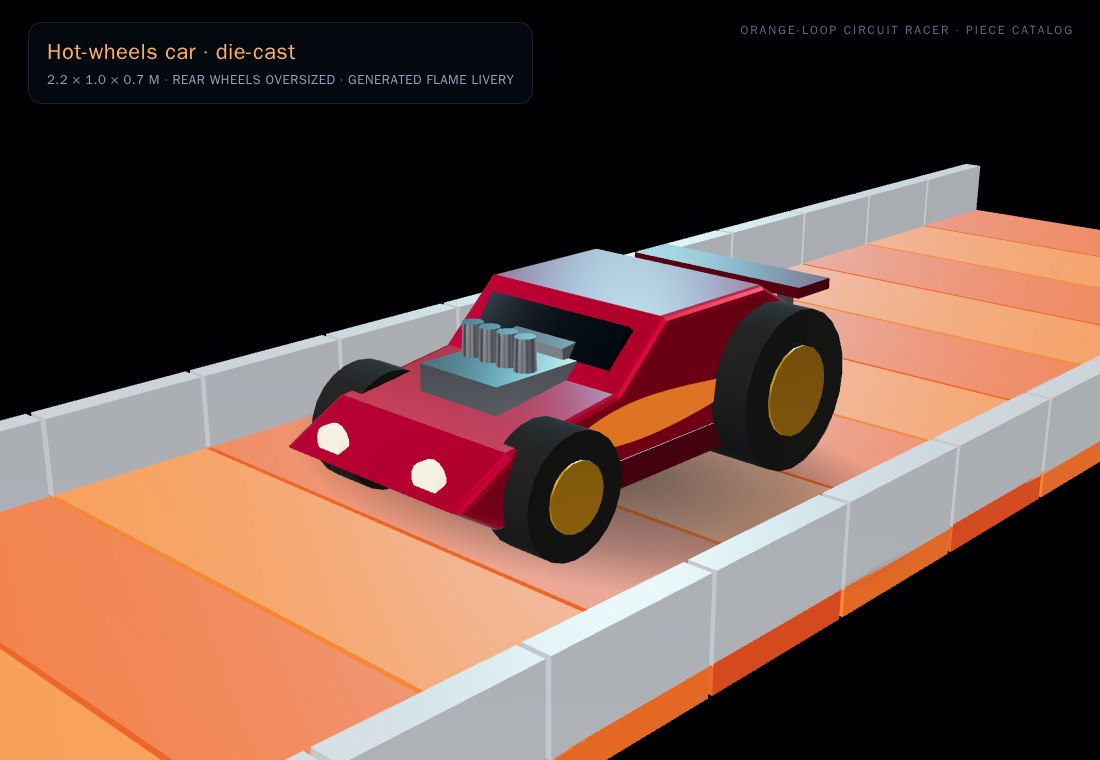 Hot-wheels car · die-cast
2.2 × 1.0 × 0.7 M · REAR WHEELS OVERSIZED · GENERATED FLAME LIVERY
ORANGE-LOOP CIRCUIT RACER · PIECE CATALOG